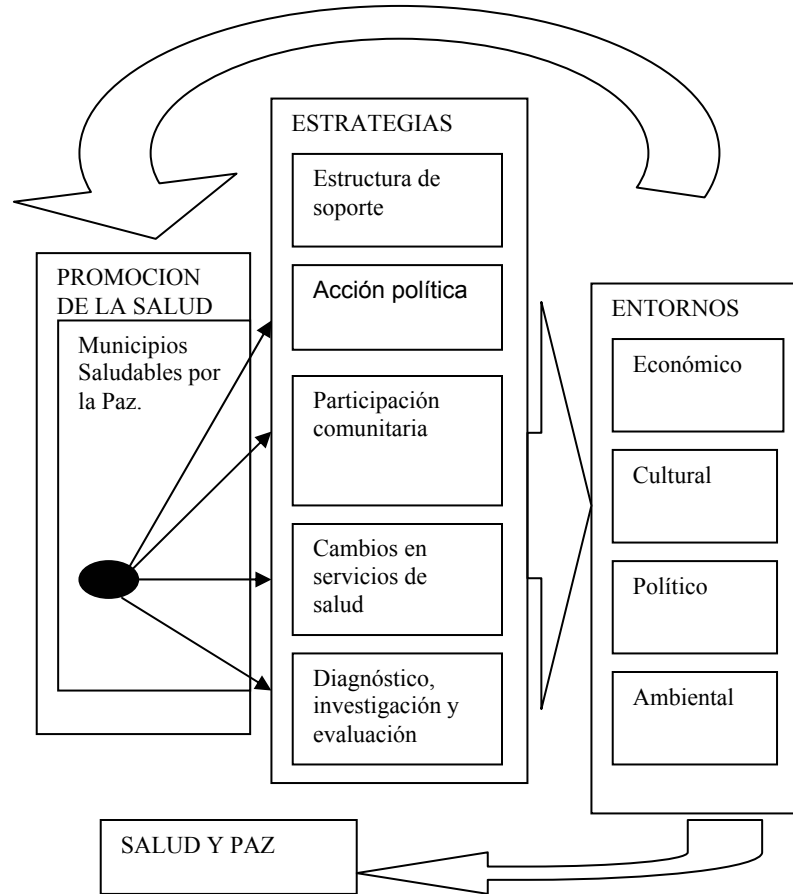 PROMOCION
DE LA SALUD
Municipios
Saludables por
la Paz.
ESTRATEGIAS
Estructura de
soporte
Acción política
Participación
comunitaria
Cambios en
servicios de
salud
Diagnóstico,
investigación y
evaluación
ENTORNOS
Económico
Cultural
Político
Ambiental
SALUD Y PAZ